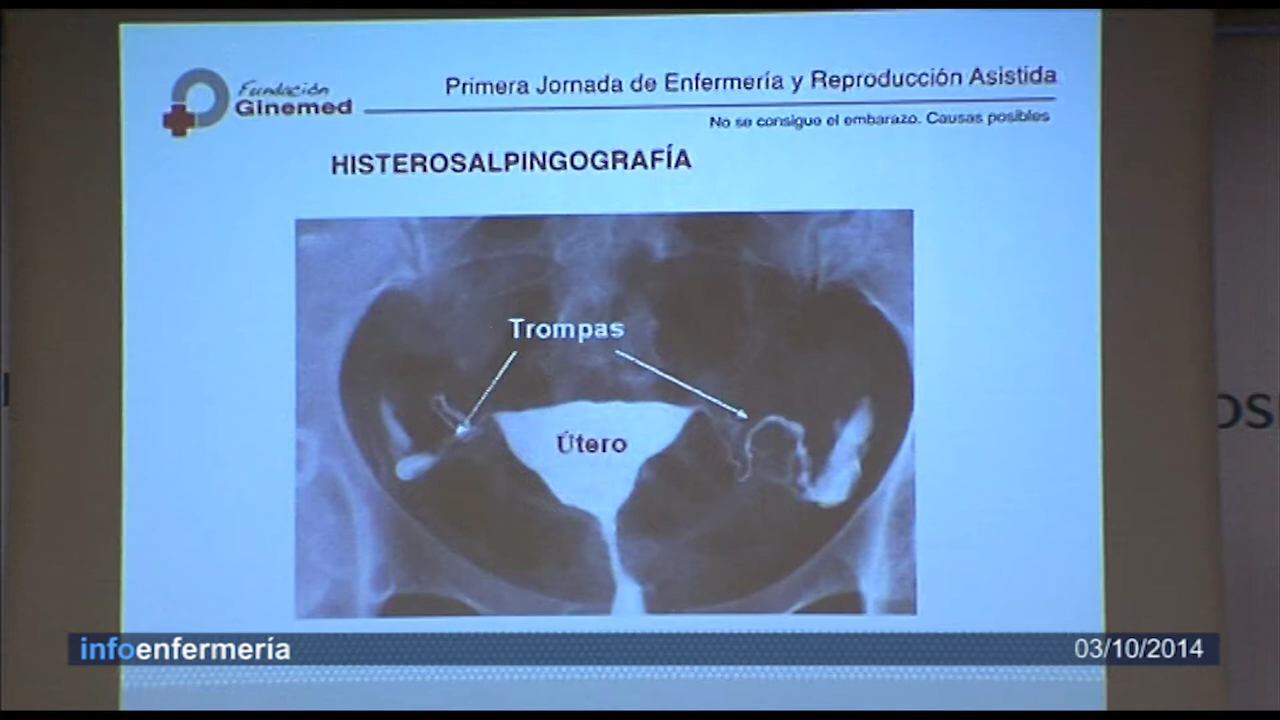 Fundación
Ginemed
Primera Jornada de Enfermería y Reproducción Asistida
No se consigue el embarazo. Causas posibles
HISTEROSALPINGOGRAFÍA
Trompas
Útero
os
infoenfermería
03/10/2014